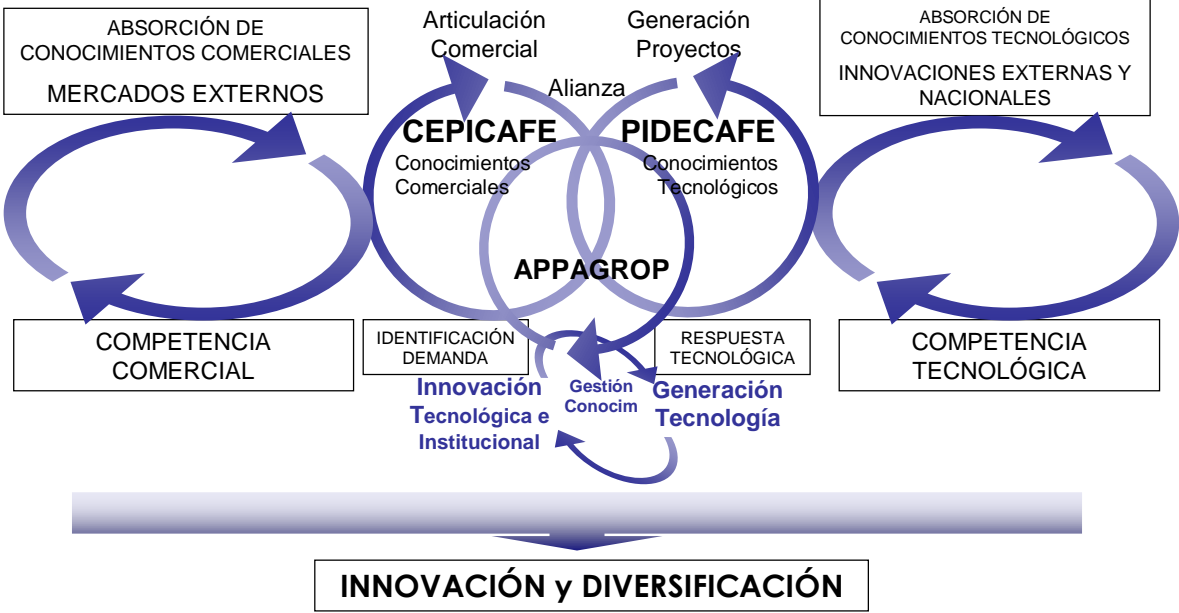 ABSORCIÓN DE
CONOCIMIENTOS COMERCIALES
MERCADOS EXTERNOS
Articulación
Comercial
Generación
Proyectos
ABSORCIÓN DE
CONOCIMIENTOS TECNOLÓGICOS
INNOVACIONES EXTERNAS Y
NACIONALES
Alianza
CEPICAFE
Conocimientos
Comerciales
PIDECAFE
Conocimientos
Tecnológicos
APPAGROP
COMPETENCIA
COMERCIAL
IDENTIFICACIÓN
DEMANDA
RESPUESTA
TECNOLÓGICA
COMPETENCIA
TECNOLÓGICA
Innovación
Tecnológica e
Institucional
Gestión
Conocim
Generación
Tecnología
INNOVACIÓN y DIVERSIFICACIÓN